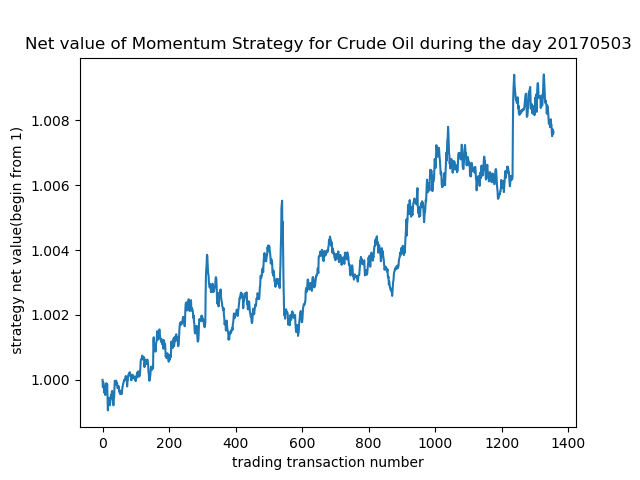 Net value of Momentum Strategy for Crude Oil during the day 20170503
strategy net value(begin from 1)
1.008
1.006
1.004
1.002
1.000
0 200 400 600 800 1000 1200 1400
trading transaction number